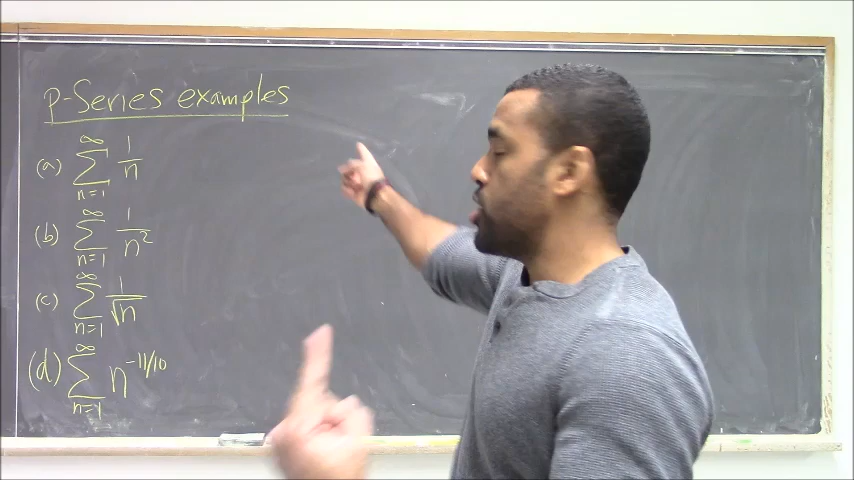 p-Series examples
(a) ∞ ∑ n=1 1/n
(b) ∞ ∑ n=1 1/n²
(c) ∞ ∑ n=1 1/√n
(d) ∞ ∑ n=1 n^(-11/10)